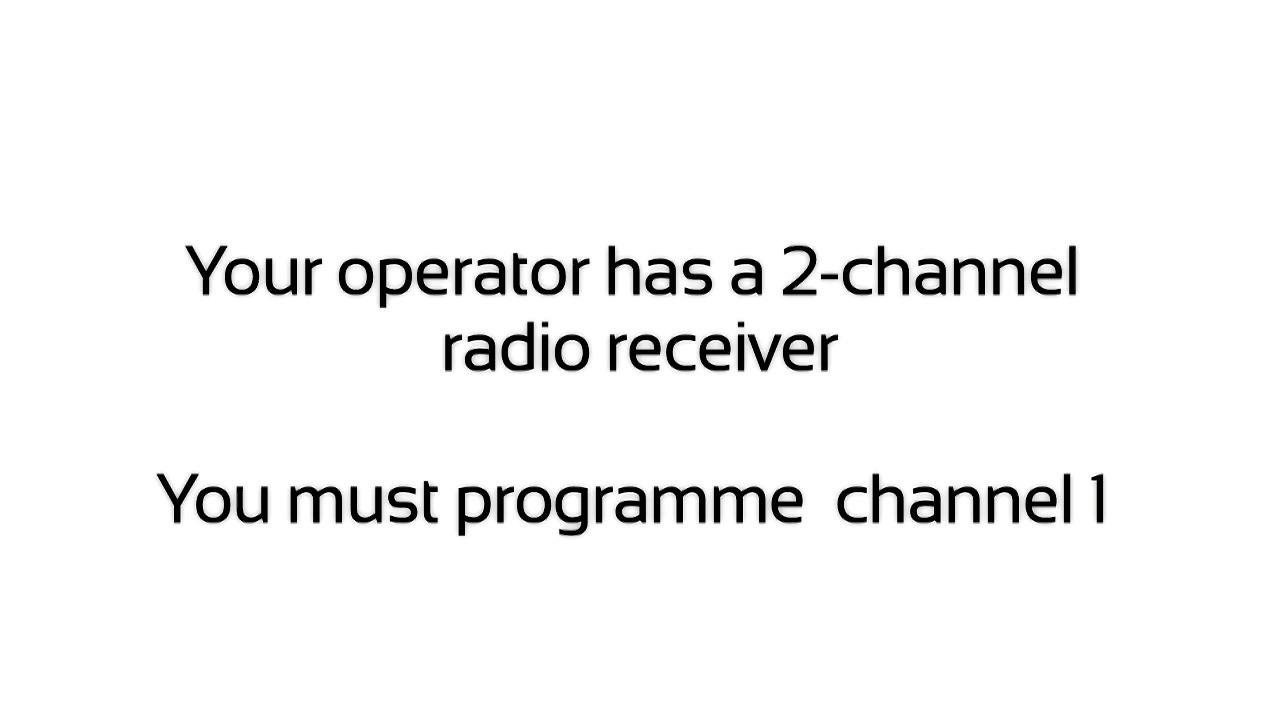 Your operator has a 2-channel
radio receiver
You must programme  channel 1